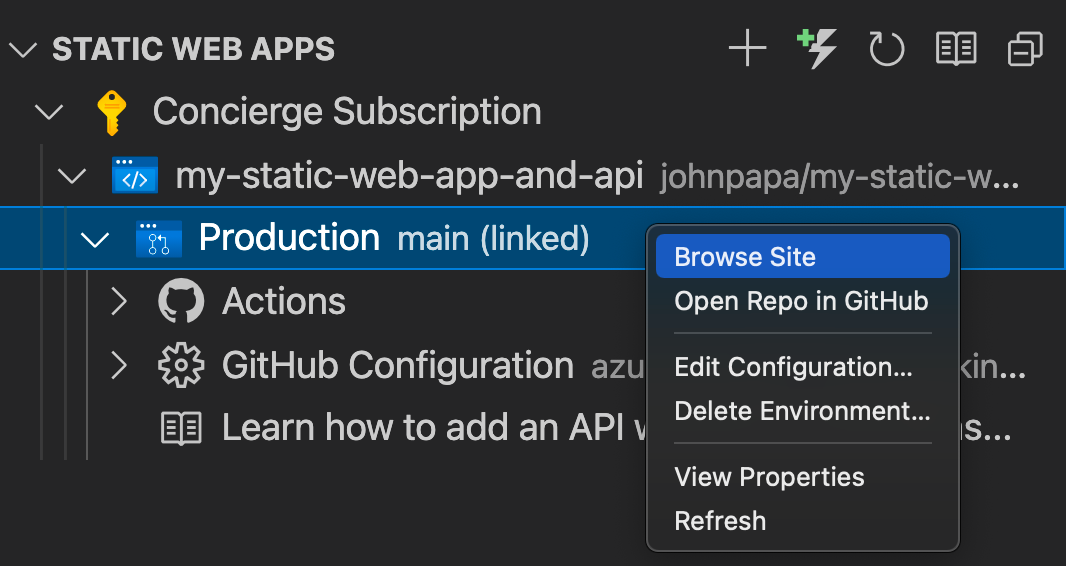 STATIC WEB APPS
Concierge Subscription
my-static-web-app-and-api johnpapa/my-static-w...
Production main (linked)
Browse Site
Open Repo in GitHub
Actions
GitHub Configuration azu
Edit Configuration...
kin...
Delete Environment...
Learn how to add an API
s...
View Properties
Refresh